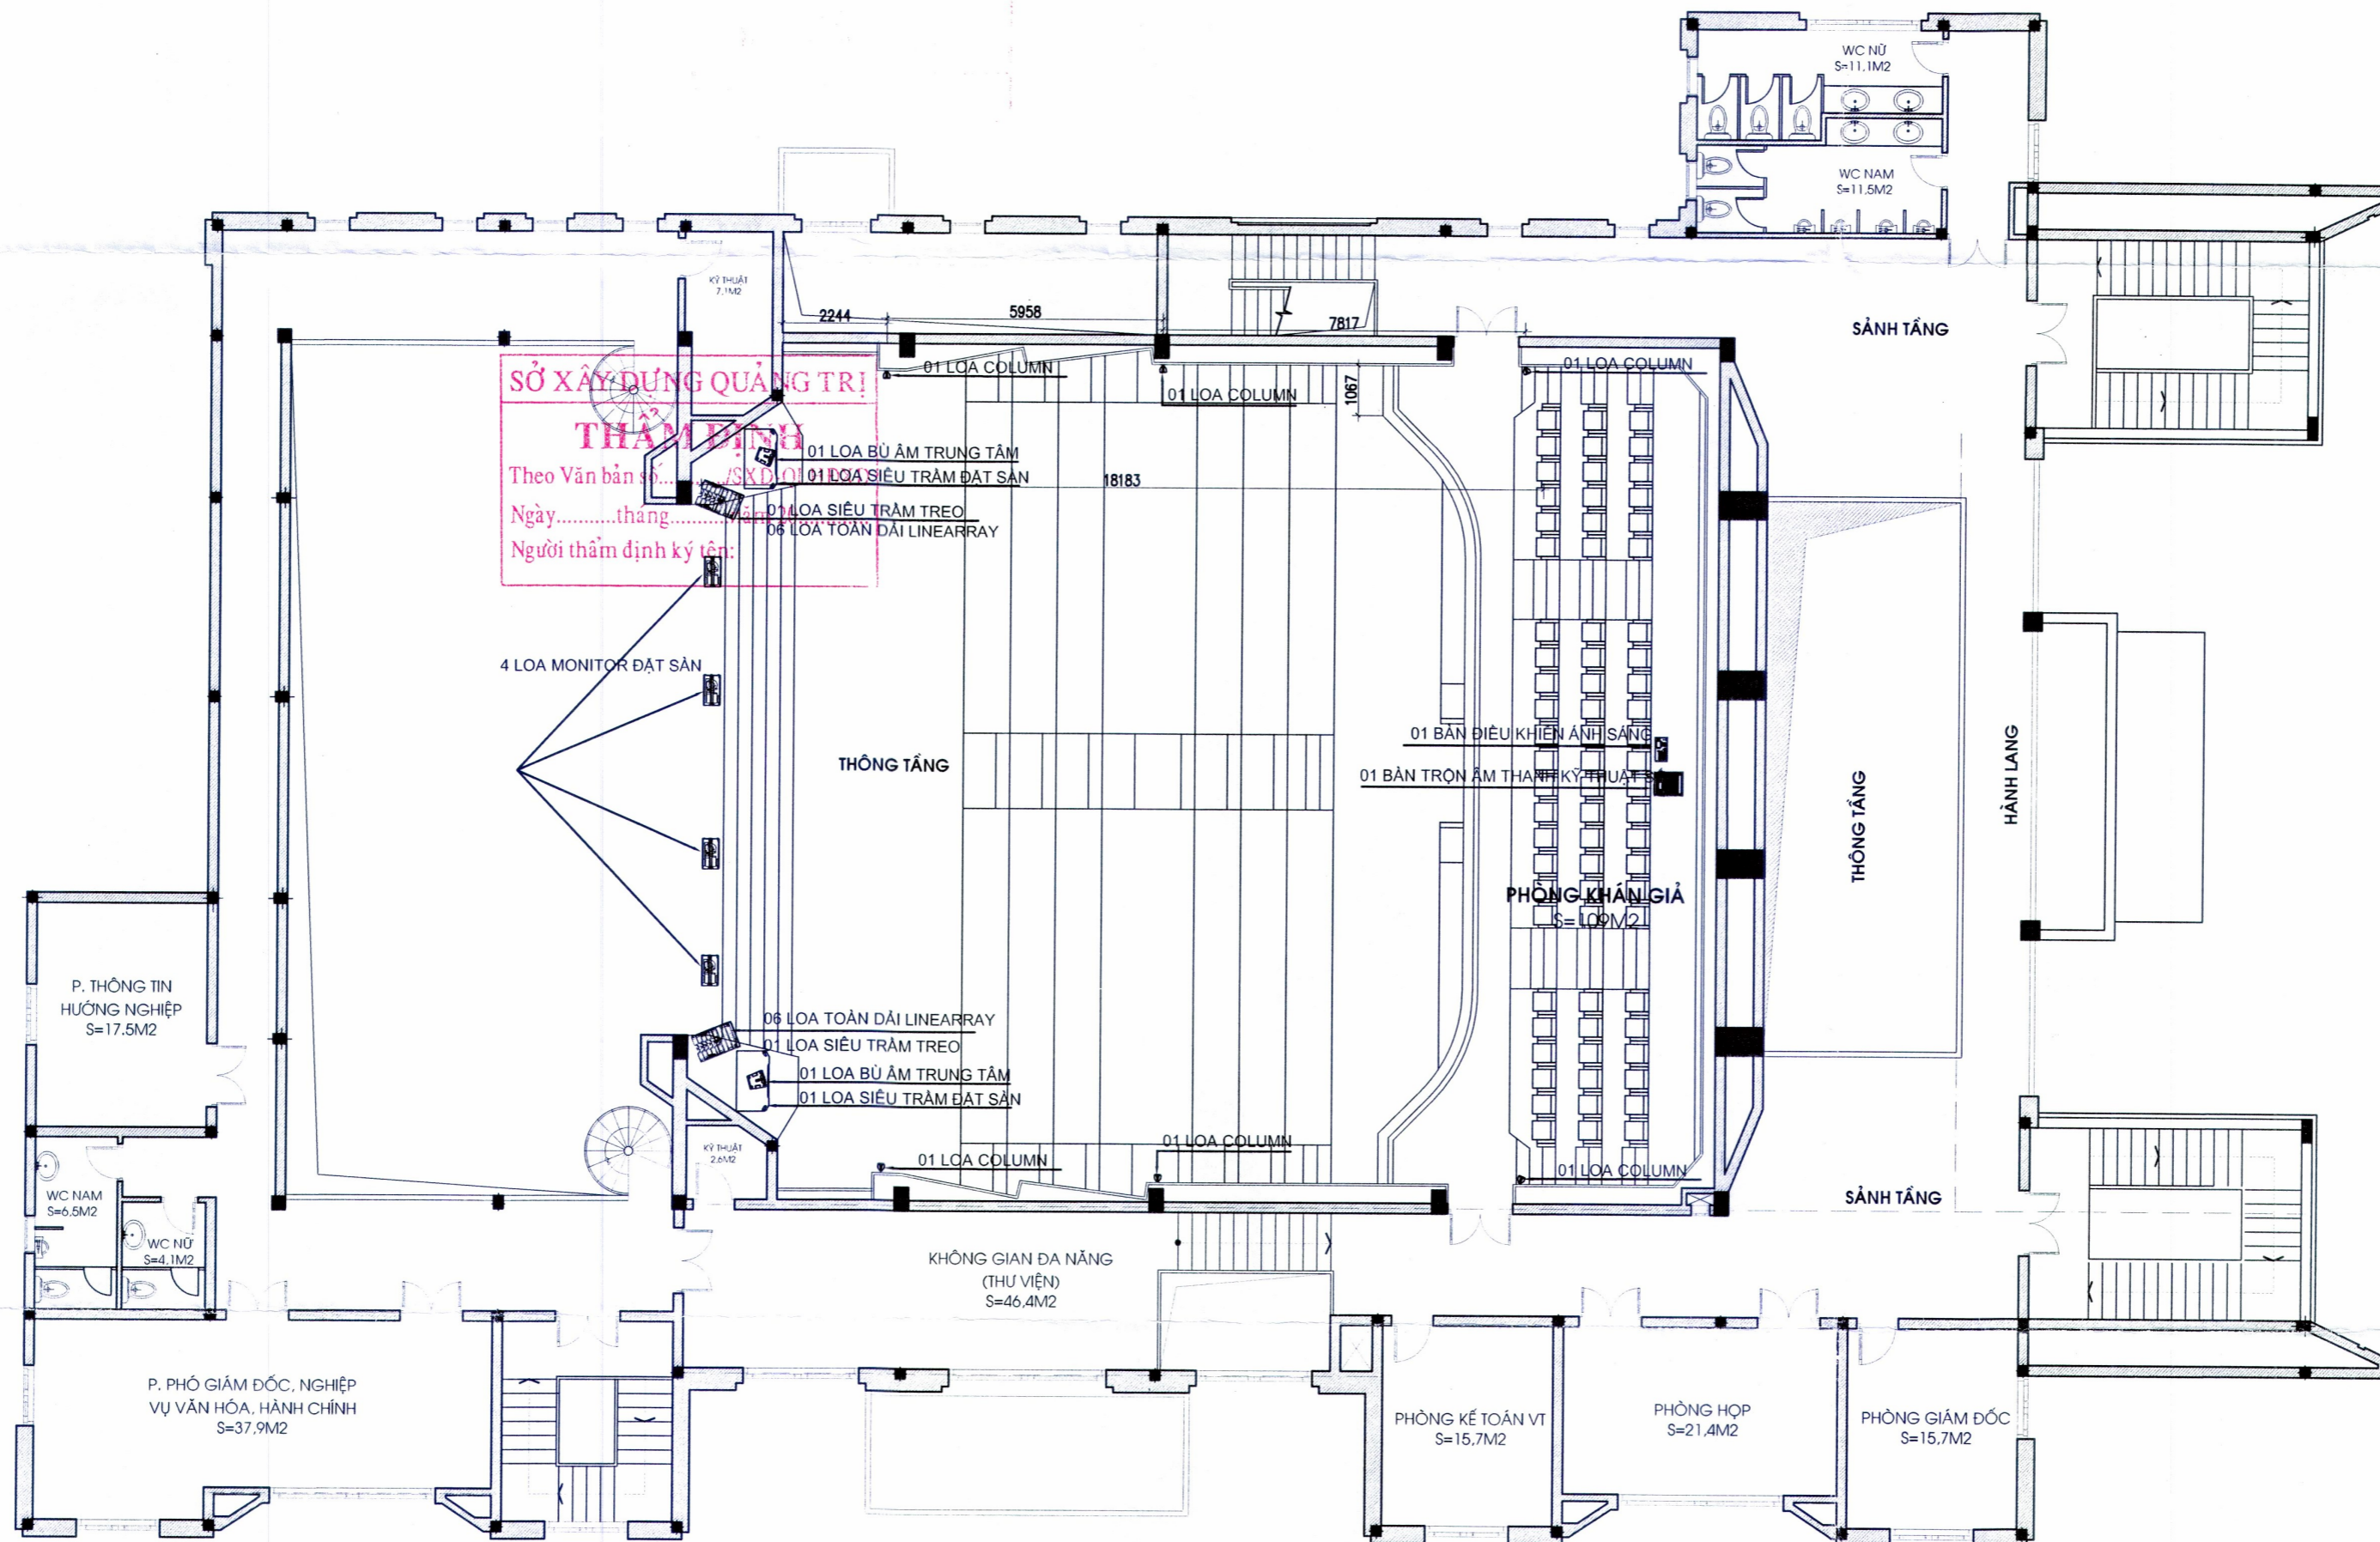 WC NỮ
S=11,1M2
WC NAM
S=11,5M2
KỸ THUẬT
7,1M2
2244
5958
7817
SẢNH TẦNG
01 LOA COLUMN
01 LOA COLUMN
01 LOA COLUMN
1067
SỞ XÂY DỰNG QUẢNG TRỊ
THẨM ĐỊNH
Theo Văn bản số............/SXD
Ngày...........tháng...........năm 20
Người thẩm định ký tên:
01 LOA BÙ ÂM TRUNG TÂM
01 LOA SIÊU TRẦM ĐẶT SÀN
01 LOA SIÊU TRẦM TREO
06 LOA TOÀN DẢI LINEARRAY
18183
4 LOA MONITOR ĐẶT SÀN
THÔNG TẦNG
01 BÀN ĐIỀU KHIỂN ÁNH SÁNG
01 BÀN TRỘN ÂM THANH KỸ THUẬT SỐ
THÔNG TẦNG
HÀNH LANG
PHÒNG KHÁN GIẢ
S=109M2
P. THÔNG TIN
HƯỚNG NGHIỆP
S=17.5M2
06 LOA TOÀN DẢI LINEARRAY
01 LOA SIÊU TRẦM TREO
01 LOA BÙ ÂM TRUNG TÂM
01 LOA SIÊU TRẦM ĐẶT SÀN
KỸ THUẬT
2,6M2
01 LOA COLUMN
01 LOA COLUMN
01 LOA COLUMN
SẢNH TẦNG
WC NAM
S=6,5M2
WC NỮ
S=4,1M2
KHÔNG GIAN ĐA NĂNG
(THƯ VIỆN)
S=46,4M2
P. PHÓ GIÁM ĐỐC, NGHIỆP
VỤ VĂN HÓA, HÀNH CHÍNH
S=37,9M2
PHÒNG KẾ TOÁN VT
S=15,7M2
PHÒNG HỌP
S=21,4M2
PHÒNG GIÁM ĐỐC
S=15,7M2